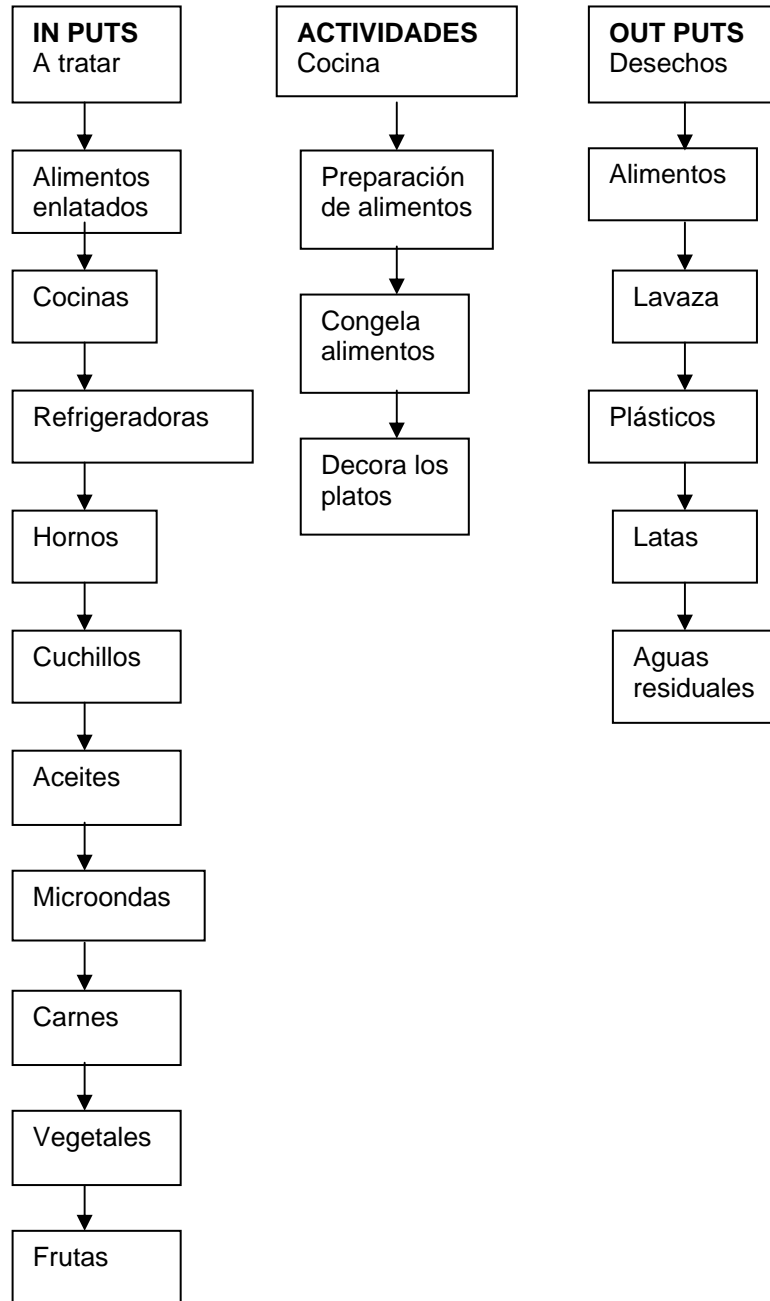 IN PUTS
A tratar
Alimentos
enlatados
Cocinas
Refrigeradoras
Hornos
Cuchillos
Aceites
Microondas
Carnes
Vegetales
Frutas
ACTIVIDADES
Cocina
Preparación
de alimentos
Congela
alimentos
Decora los
platos
OUT PUTS
Desechos
Alimentos
Lavaza
Plásticos
Latas
Aguas
residuales